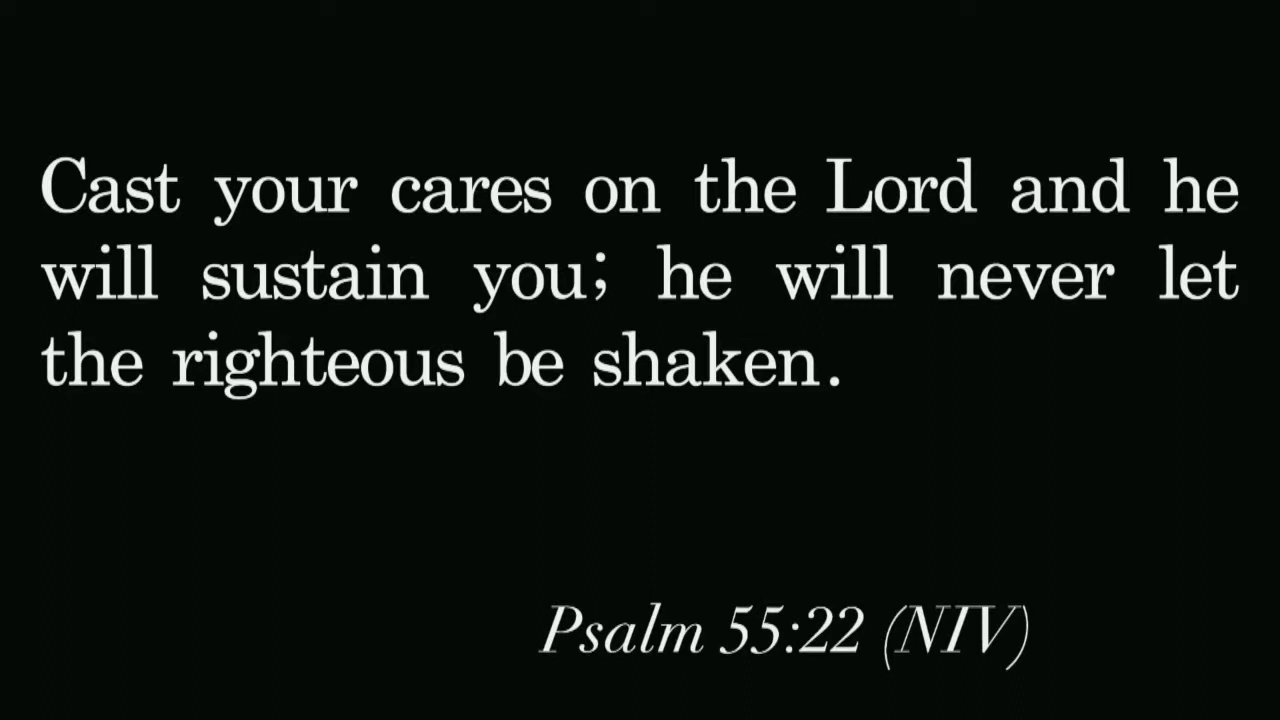 Cast your cares on the Lord and he
will sustain you; he will never let
the righteous be shaken.
Psalm 55:22 (NIV)